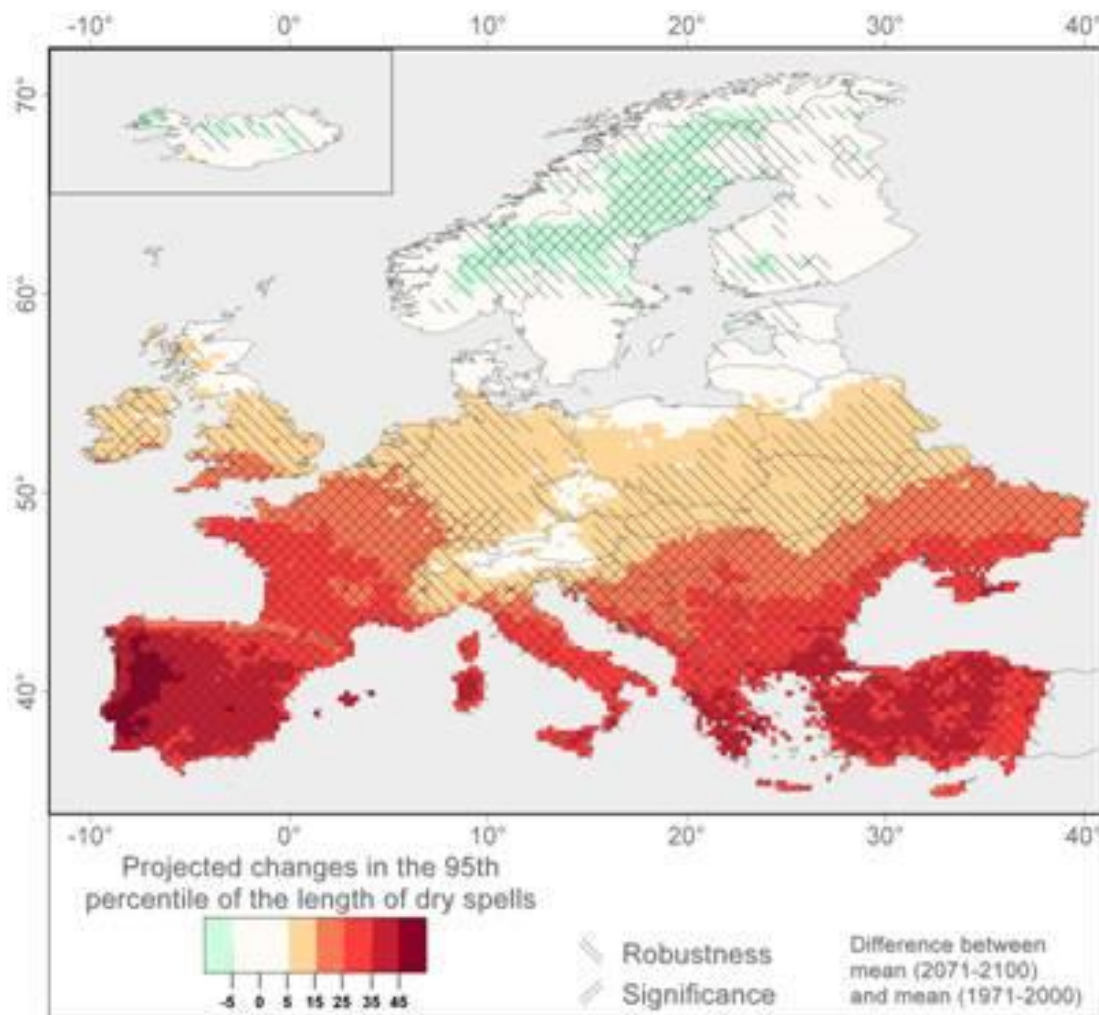 -10° 0° 10° 20° 30° 40°
70°
60°
50°
40°
-10° 0° 10° 20° 30° 40°
Projected changes in the 95th
percentile of the length of dry spells
-5 0 5 15 25 35 45
Robustness
Significance
Difference between
mean (2071-2100)
and mean (1971-2000)